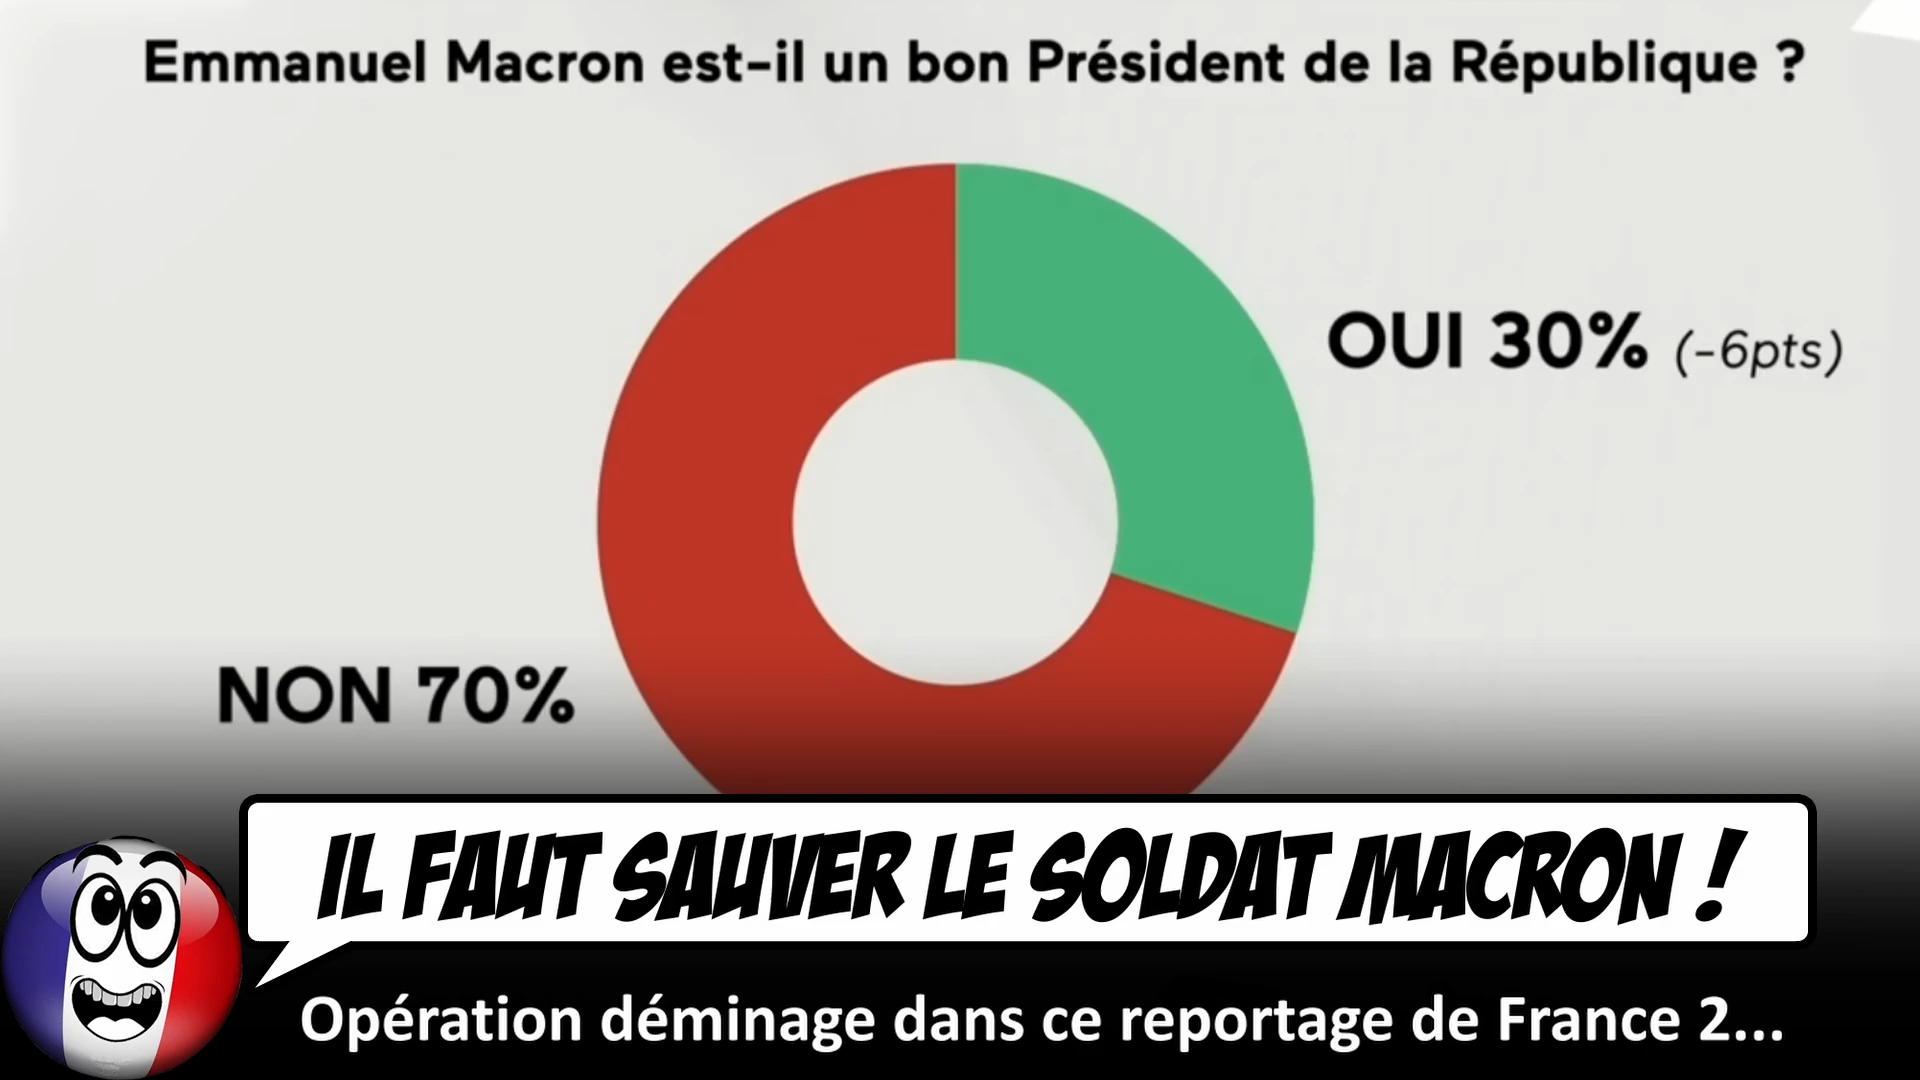 Emmanuel Macron est-il un bon Président de la République ?
OUI 30% (-6pts)
NON 70%
IL FAUT SAUVER LE SOLDAT MACRON !
Opération déminage dans ce reportage de France 2...